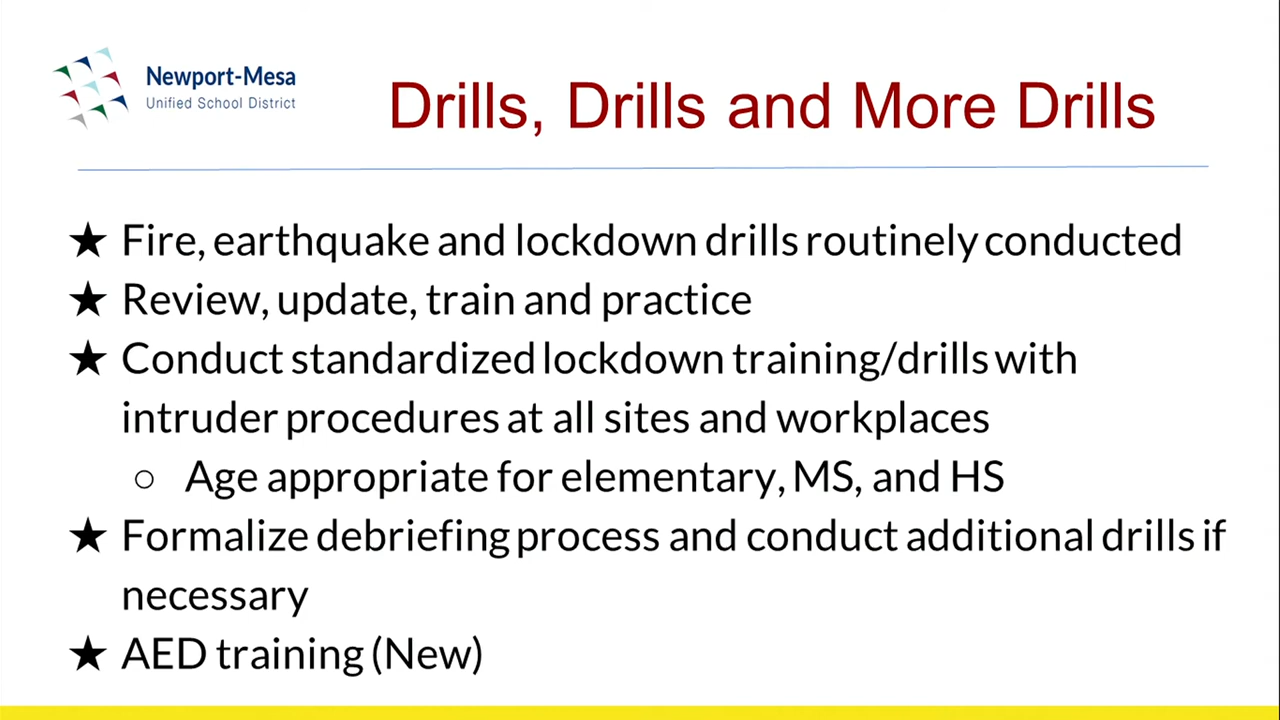 Newport-Mesa
Unified School District
Drills, Drills and More Drills
★ Fire, earthquake and lockdown drills routinely conducted
★ Review, update, train and practice
★ Conduct standardized lockdown training/drills with
intruder procedures at all sites and workplaces
○ Age appropriate for elementary, MS, and HS
★ Formalize debriefing process and conduct additional drills if
necessary
★ AED training (New)